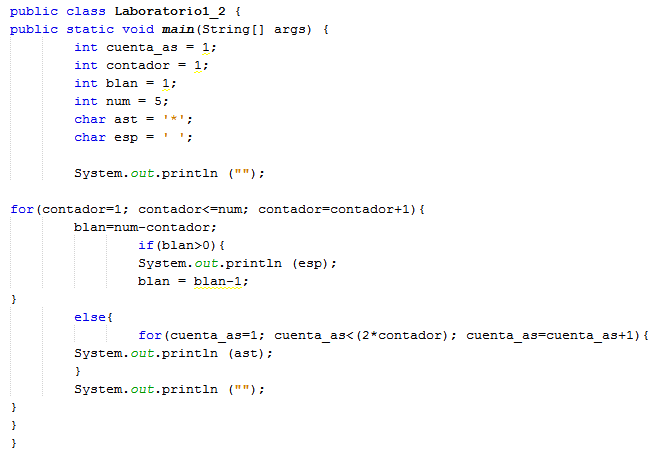 public class Laboratorio1_2 {
public static void main(String[] args) {
int cuenta_as = 1;
int contador = 1;
int blan = 1;
int num = 5;
char ast = '*';
char esp = ' ';
System.out.println ("");
for(contador=1; contador<=num; contador=contador+1){
blan=num-contador;
if(blan>0){
System.out.println (esp);
blan = blan-1;
}
else{
for(cuenta_as=1; cuenta_as<(2*contador); cuenta_as=cuenta_as+1){
System.out.println (ast);
}
System.out.println ("");
}
}
}